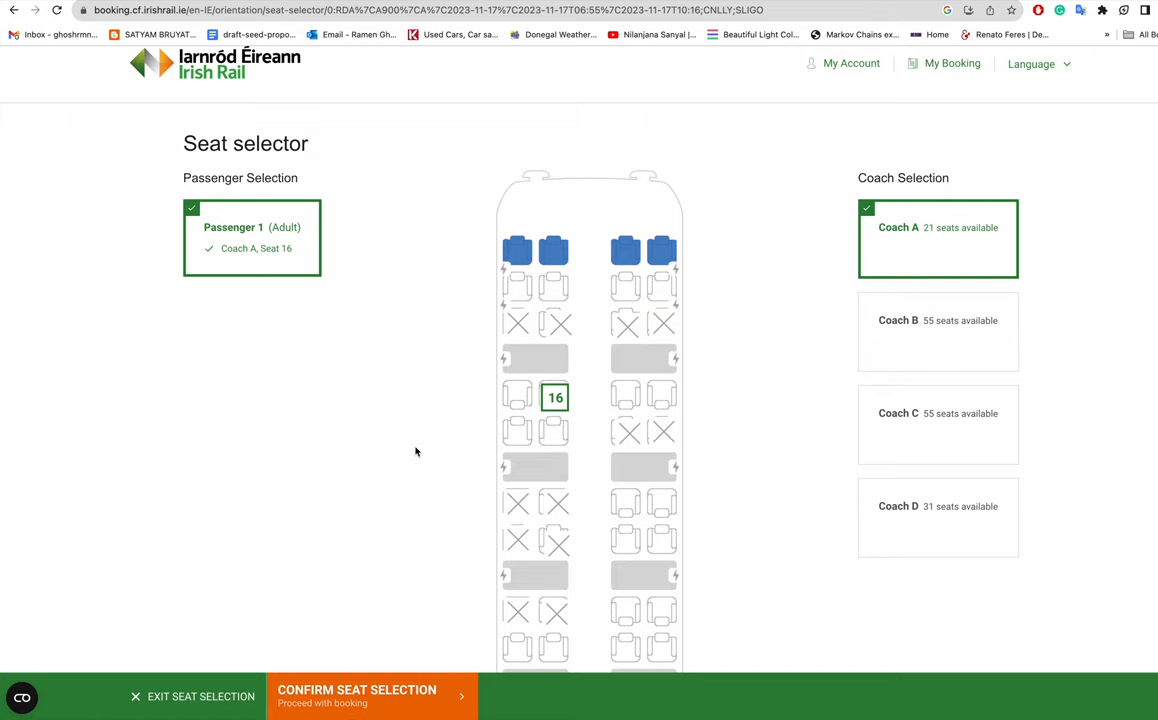 booking.cf.irishrail.ie/en-IE/orientation/seat-selector/0:RDA%7CA900%7CA%7C2023-11-17%7C2023-11-17T06:55%7C2023-11-17T10:16;CNLLY;SLIGO
Inbox - ghoshrmn... SATYAM BRUYAT... draft-seed-propo... Email - Ramen Gh... Used Cars, Car sa... Donegal Weather... Nilanjana Sanyal |... Beautiful Light Col... Markov Chains ex... Home Renato Feres | De... » All Bo
Iarnród Éireann
Irish Rail
My Account My Booking Language
Seat selector
Passenger Selection
Passenger 1 (Adult)
Coach A, Seat 16
16
Coach Selection
Coach A 21 seats available
Coach B 55 seats available
Coach C 55 seats available
Coach D 31 seats available
EXIT SEAT SELECTION
CONFIRM SEAT SELECTION
Proceed with booking